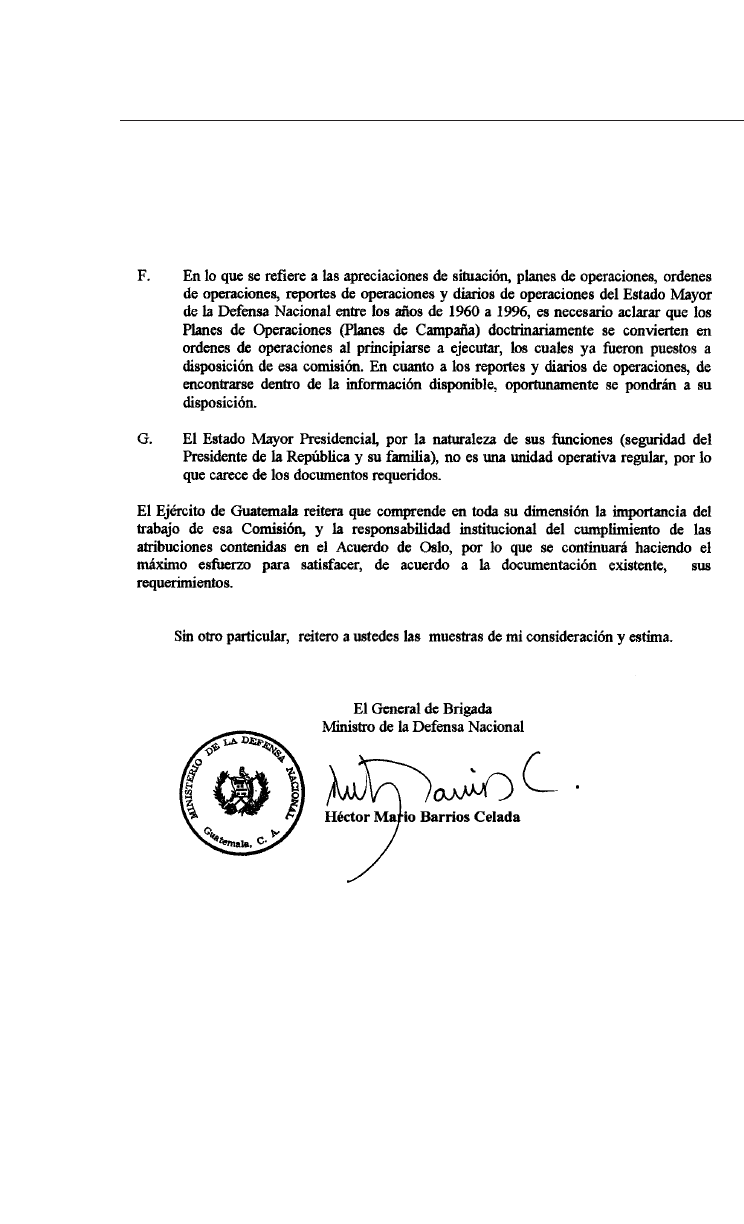 F. En lo que se refiere a las apreciaciones de situación, planes de operaciones, ordenes
de operaciones, reportes de operaciones y diarios de operaciones del Estado Mayor
de la Defensa Nacional entre los años de 1960 a 1996, es necesario aclarar que los
Planes de Operaciones (Planes de Campaña) doctrinariamente se convierten en
ordenes de operaciones al principiarse a ejecutar, los cuales ya fueron puestos a
disposición de esa comisión. En cuanto a los reportes y diarios de operaciones, de
encontrarse dentro de la información disponible, oportunamente se pondrán a su
disposición.
G. El Estado Mayor Presidencial, por la naturaleza de sus funciones (seguridad del
Presidente de la República y su familia), no es una unidad operativa regular, por lo
que carece de los documentos requeridos.
El Ejército de Guatemala reitera que comprende en toda su dimensión la importancia del
trabajo de esa Comisión, y la responsabilidad institucional del cumplimiento de las
atribuciones contenidas en el Acuerdo de Oslo, por lo que se continuará haciendo el
máximo esfuerzo para satisfacer, de acuerdo a la documentación existente, sus
requerimientos.
Sin otro particular, reitero a ustedes las muestras de mi consideración y estima.
El General de Brigada
Ministro de la Defensa Nacional
MINISTERIO DE LA DEFENSA NACIONAL
Guatemala, C. A.
Héctor Mario Barrios Celada